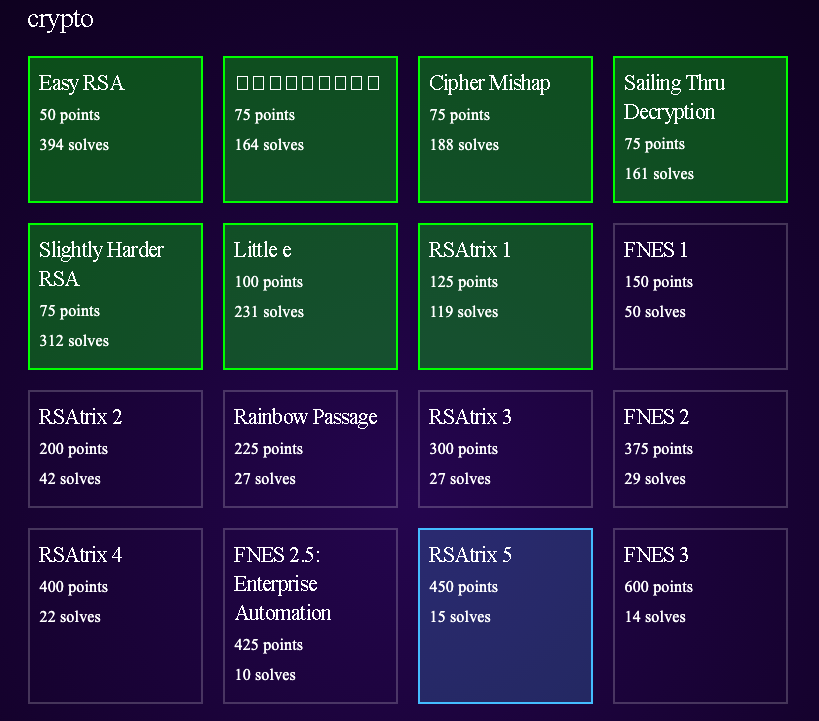 crypto
Easy RSA
50 points
394 solves
75 points
164 solves
Cipher Mishap
75 points
188 solves
Sailing Thru
Decryption
75 points
161 solves
Slightly Harder
RSA
75 points
312 solves
Little e
100 points
231 solves
RSAtrix 1
125 points
119 solves
FNES 1
150 points
50 solves
RSAtrix 2
200 points
42 solves
Rainbow Passage
225 points
27 solves
RSAtrix 3
300 points
27 solves
FNES 2
375 points
29 solves
RSAtrix 4
400 points
22 solves
FNES 2.5:
Enterprise
Automation
425 points
10 solves
RSAtrix 5
450 points
15 solves
FNES 3
600 points
14 solves